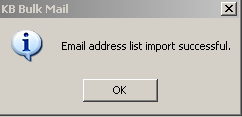 KB Bulk Mail
Email address list import successful.
OK